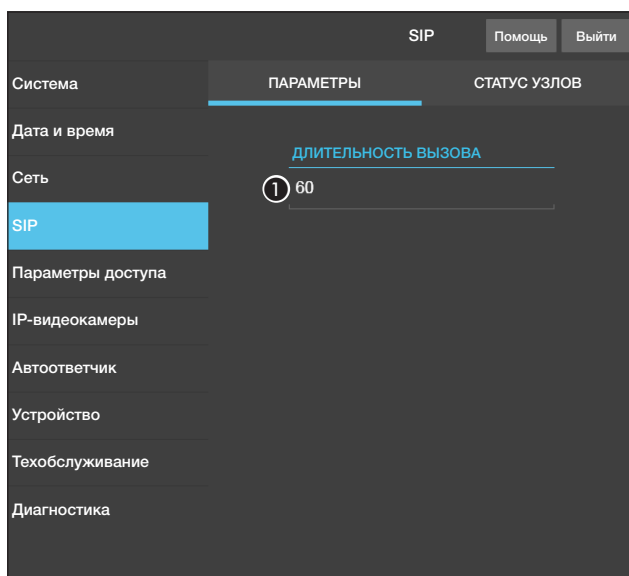 SIP
Помощь
Выйти
Система
Дата и время
Сеть
SIP
Параметры доступа
IP-видеокамеры
Автоответчик
Устройство
Техобслуживание
Диагностика
ПАРАМЕТРЫ
СТАТУС УЗЛОВ
ДЛИТЕЛЬНОСТЬ ВЫЗОВА
1 60